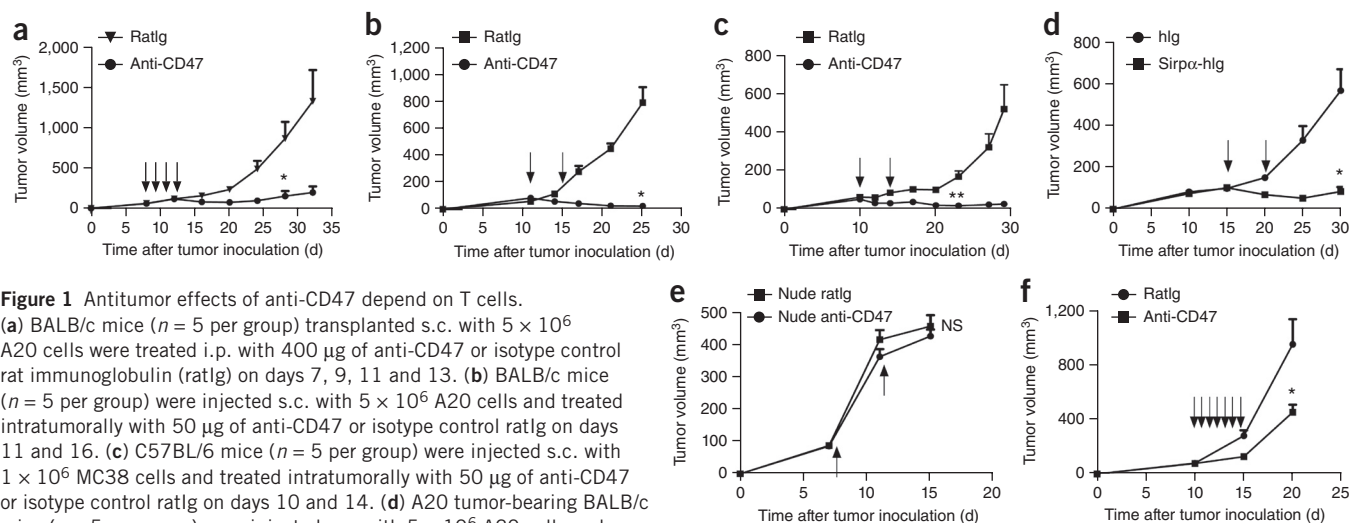 a
RatIg
Anti-CD47
2,000
1,500
1,000
500
0
Tumor volume (mm³)
*
0 5 10 15 20 25 30 35
Time after tumor inoculation (d)
b
RatIg
Anti-CD47
1,200
1,000
800
600
400
200
0
Tumor volume (mm³)
*
0 5 10 15 20 25 30
Time after tumor inoculation (d)
c
RatIg
Anti-CD47
800
600
400
200
0
Tumor volume (mm³)
**
0 5 10 15 20 25 30
Time after tumor inoculation (d)
d
hIg
Sirpα-hIg
800
600
400
200
0
Tumor volume (mm³)
*
0 5 10 15 20 25 30
Time after tumor inoculation (d)
Figure 1 Antitumor effects of anti-CD47 depend on T cells.
(a) BALB/c mice (n = 5 per group) transplanted s.c. with 5 × 10⁶
A20 cells were treated i.p. with 400 μg of anti-CD47 or isotype control
rat immunoglobulin (ratIg) on days 7, 9, 11 and 13. (b) BALB/c mice
(n = 5 per group) were injected s.c. with 5 × 10⁶ A20 cells and treated
intratumorally with 50 μg of anti-CD47 or isotype control ratIg on days
11 and 16. (c) C57BL/6 mice (n = 5 per group) were injected s.c. with
1 × 10⁶ MC38 cells and treated intratumorally with 50 μg of anti-CD47
or isotype control ratIg on days 10 and 14. (d) A20 tumor-bearing BALB/c
e
Nude ratIg
Nude anti-CD47
500
400
300
200
100
0
Tumor volume (mm³)
NS
0 5 10 15 20
Time after tumor inoculation (d)
f
RatIg
Anti-CD47
1,200
800
400
0
Tumor volume (mm³)
*
0 5 10 15 20 25
Time after tumor inoculation (d)